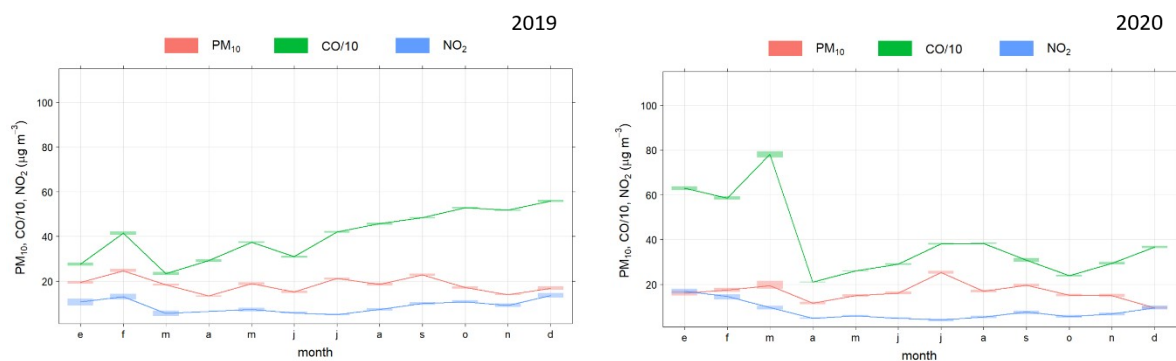 2019
PM₁₀ CO/10 NO₂
PM₁₀, CO/10, NO₂ (μg m⁻³)
100
80
60
40
20
e f m a m j j a s o n d
month
2020
PM₁₀ CO/10 NO₂
PM₁₀, CO/10, NO₂ (μg m⁻³)
100
80
60
40
20
e f m a m j j a s o n d
month